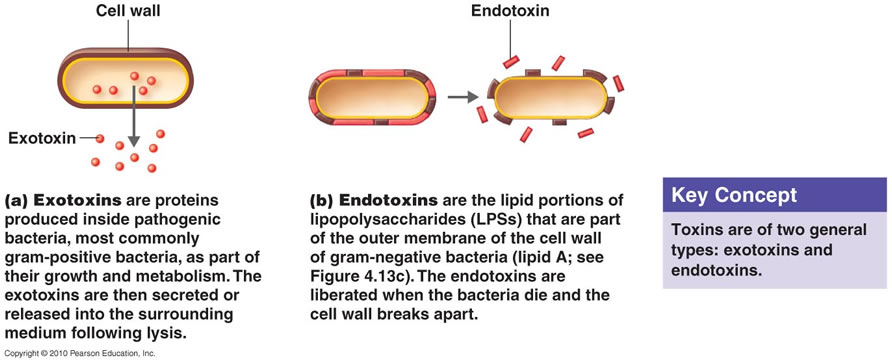 Cell wall
Exotoxin
(a) Exotoxins are proteins
produced inside pathogenic
bacteria, most commonly
gram-positive bacteria, as part of
their growth and metabolism. The
exotoxins are then secreted or
released into the surrounding
medium following lysis.
Endotoxin
(b) Endotoxins are the lipid portions of
lipopolysaccharides (LPSs) that are part
of the outer membrane of the cell wall
of gram-negative bacteria (lipid A; see
Figure 4.13c). The endotoxins are
liberated when the bacteria die and the
cell wall breaks apart.
Key Concept
Toxins are of two general
types: exotoxins and
endotoxins.
Copyright © 2010 Pearson Education, Inc.